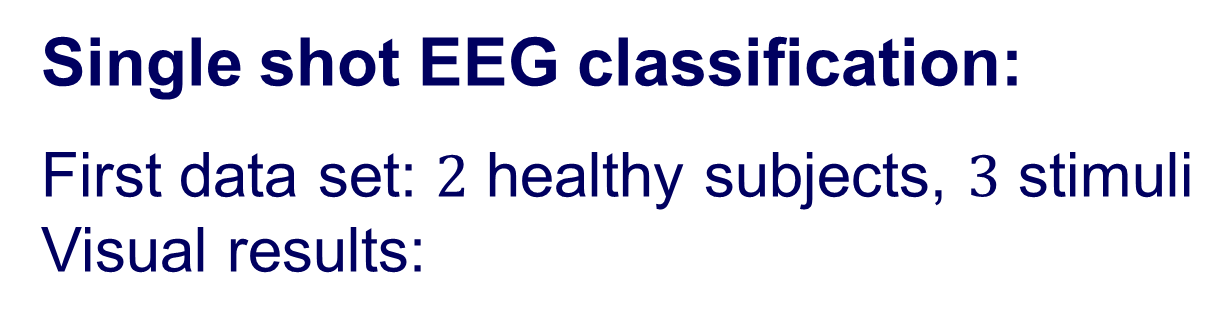 Single shot EEG classification:
First data set: 2 healthy subjects, 3 stimuli
Visual results: